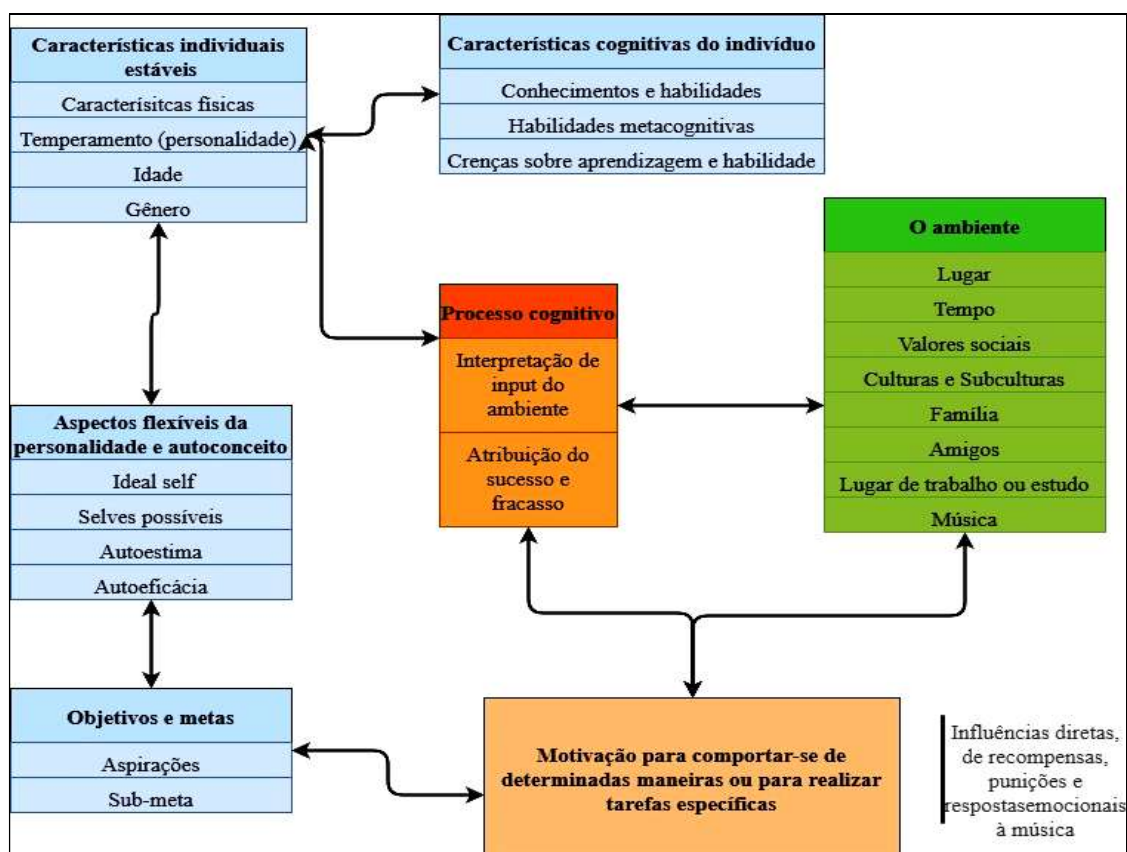 Características individuais
estáveis
Caracterísitcas físicas
Temperamento (personalidade)
Idade
Gênero
Características cognitivas do indivíduo
Conhecimentos e habilidades
Habilidades metacognitivas
Crenças sobre aprendizagem e habilidade
O ambiente
Lugar
Tempo
Valores sociais
Culturas e Subculturas
Família
Amigos
Lugar de trabalho ou estudo
Música
Processo cognitivo
Interpretação de
input do
ambiente
Atribuição do
sucesso e
fracasso
Aspectos flexíveis da
personalidade e autoconceito
Ideal self
Selves possíveis
Autoestima
Autoeficácia
Objetivos e metas
Aspirações
Sub-meta
Motivação para comportar-se de
determinadas maneiras ou para realizar
tarefas específicas
Influências diretas,
de recompensas,
punições e
respostasemocionais
à música